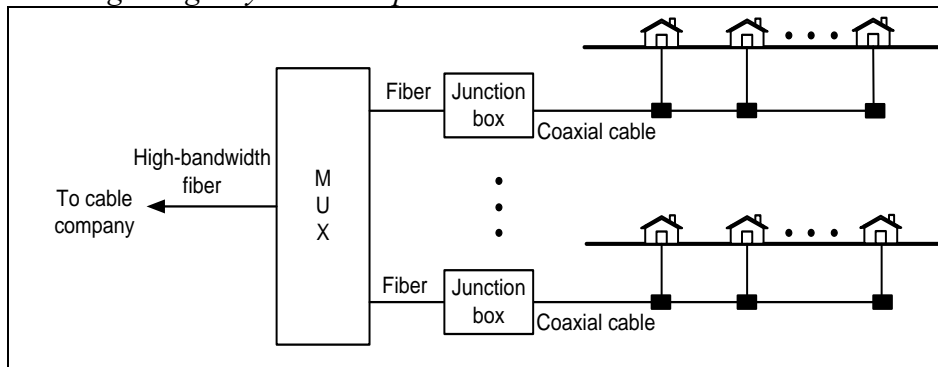 Fiber
Junction
box
Coaxial cable
High-bandwidth
fiber
To cable
company
M
U
X
Fiber
Junction
box
Coaxial cable